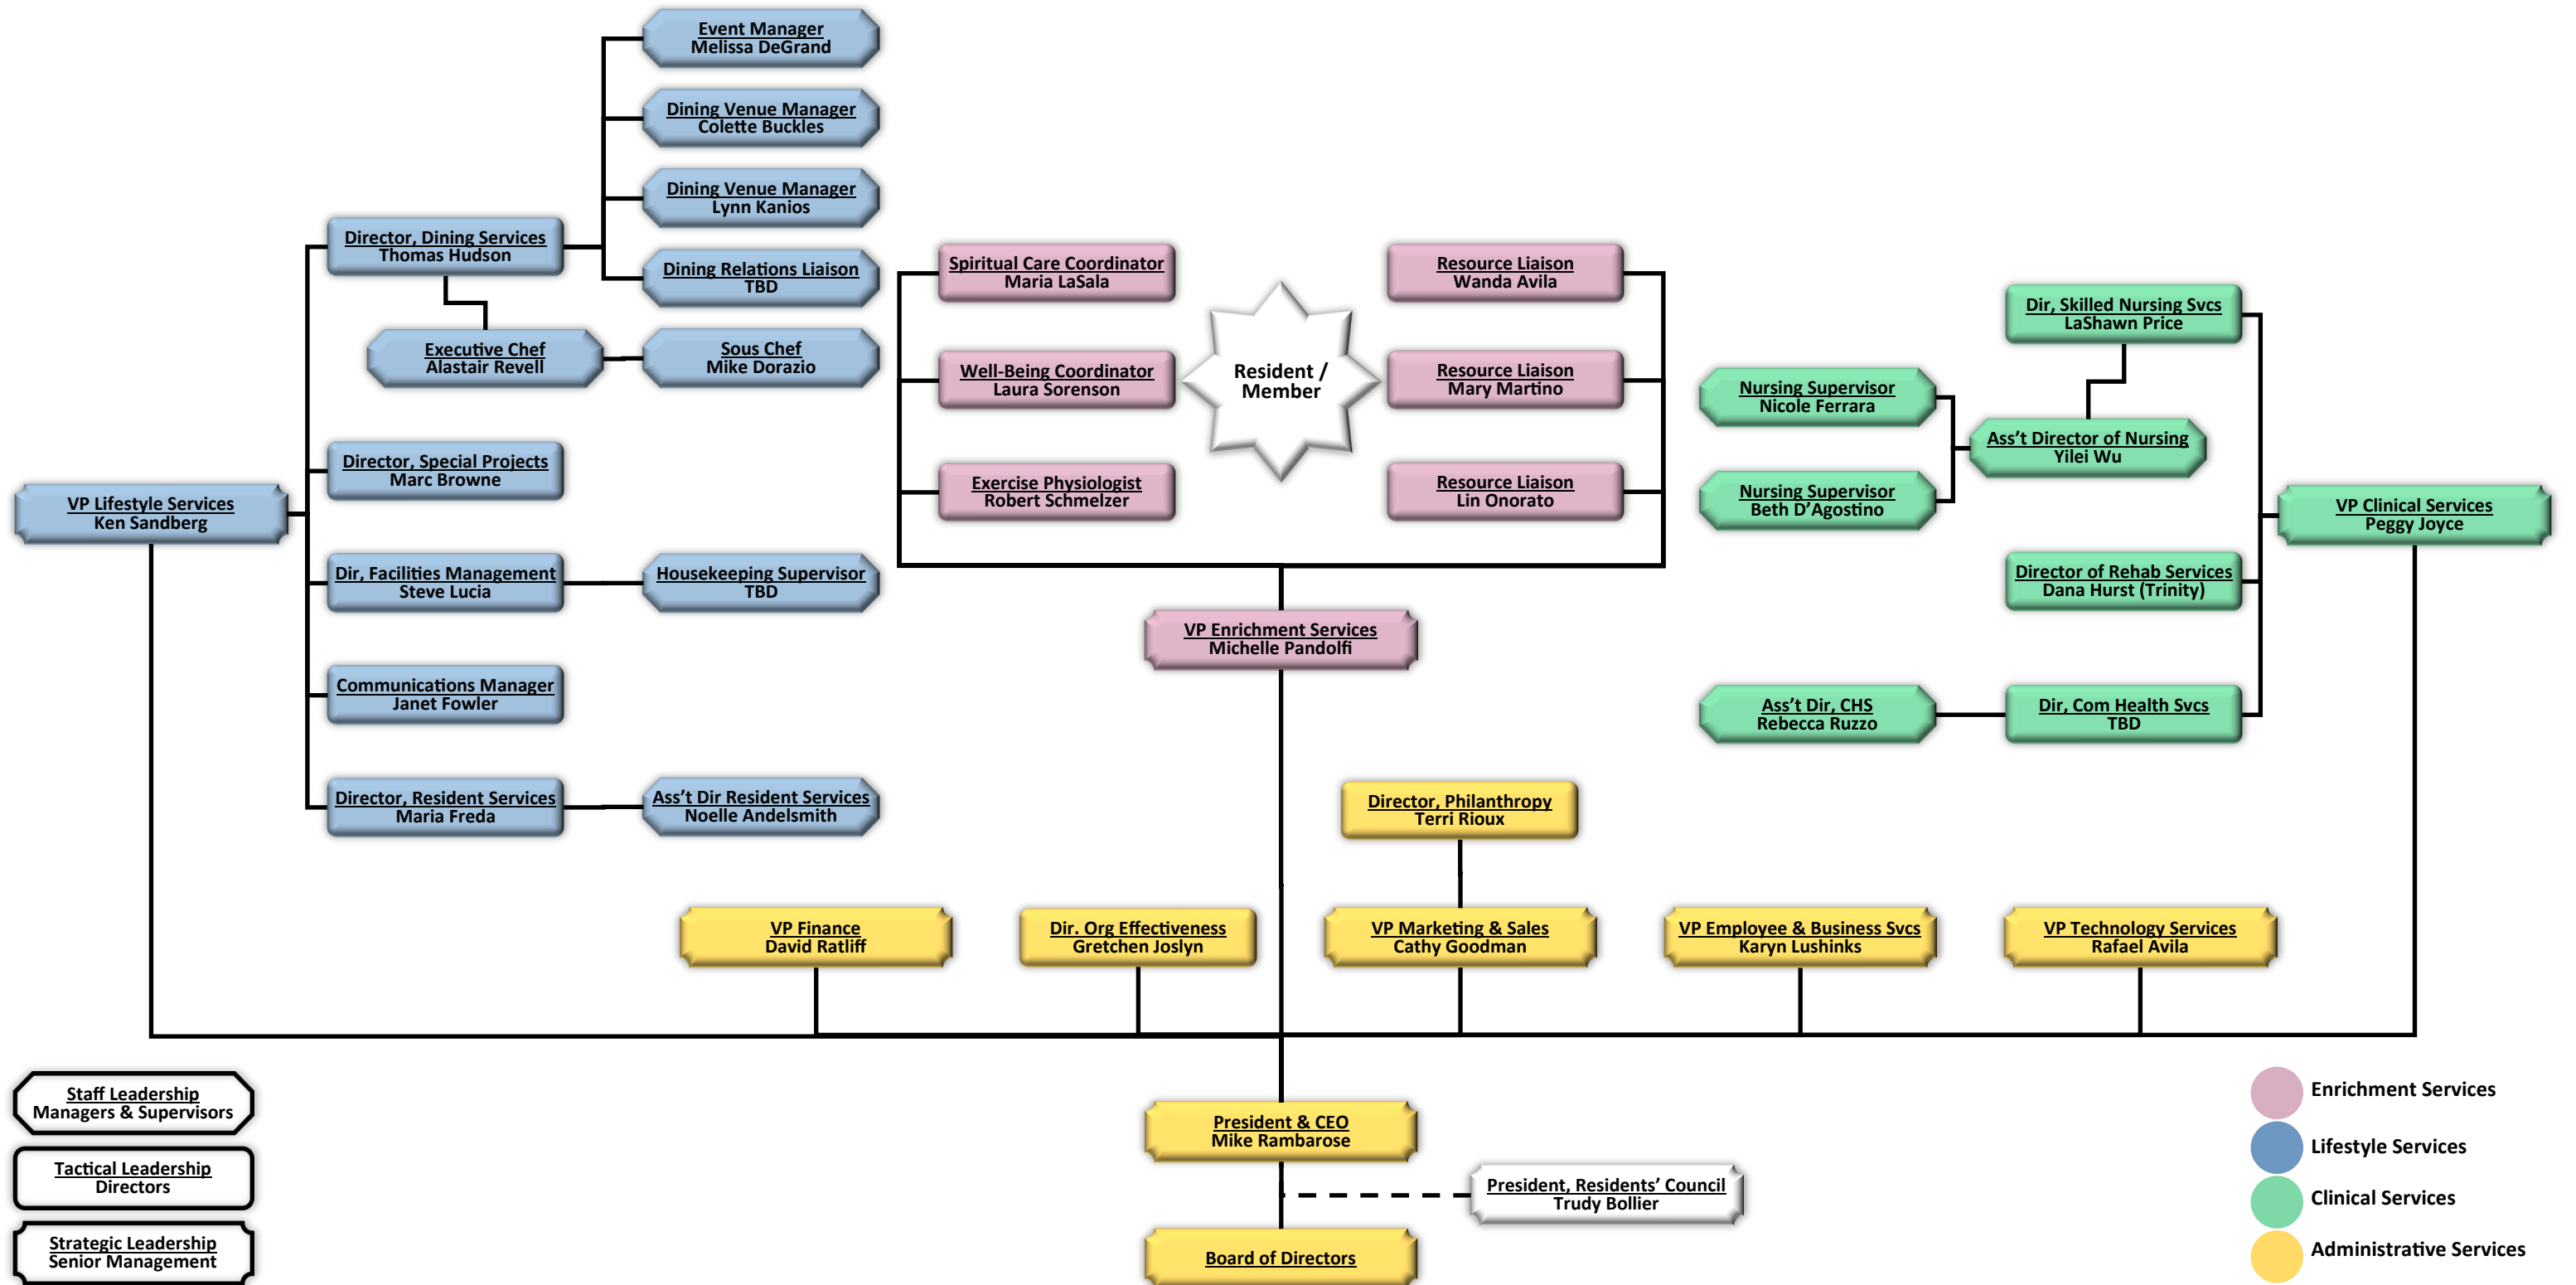 Event Manager
Melissa DeGrand
Dining Venue Manager
Colette Buckles
Dining Venue Manager
Lynn Kanios
Director, Dining Services
Thomas Hudson
Dining Relations Liaison
TBD
Executive Chef
Alastair Revell
Sous Chef
Mike Dorazio
Director, Special Projects
Marc Browne
VP Lifestyle Services
Ken Sandberg
Dir, Facilities Management
Steve Lucia
Housekeeping Supervisor
TBD
Communications Manager
Janet Fowler
Director, Resident Services
Maria Freda
Ass't Dir Resident Services
Noelle Andelsmith
Spiritual Care Coordinator
Maria LaSala
Well-Being Coordinator
Laura Sorenson
Exercise Physiologist
Robert Schmelzer
Resident /
Member
Resource Liaison
Wanda Avila
Resource Liaison
Mary Martino
Resource Liaison
Lin Onorato
VP Enrichment Services
Michelle Pandolfi
Dir, Skilled Nursing Svcs
LaShawn Price
Nursing Supervisor
Nicole Ferrara
Ass't Director of Nursing
Yilei Wu
Nursing Supervisor
Beth D'Agostino
VP Clinical Services
Peggy Joyce
Director of Rehab Services
Dana Hurst (Trinity)
Ass't Dir, CHS
Rebecca Ruzzo
Dir, Com Health Svcs
TBD
Director, Philanthropy
Terri Rioux
VP Finance
David Ratliff
Dir. Org Effectiveness
Gretchen Joslyn
VP Marketing & Sales
Cathy Goodman
VP Employee & Business Svcs
Karyn Lushinks
VP Technology Services
Rafael Avila
President & CEO
Mike Rambarose
President, Residents' Council
Trudy Bollier
Board of Directors
Staff Leadership
Managers & Supervisors
Tactical Leadership
Directors
Strategic Leadership
Senior Management
Enrichment Services
Lifestyle Services
Clinical Services
Administrative Services